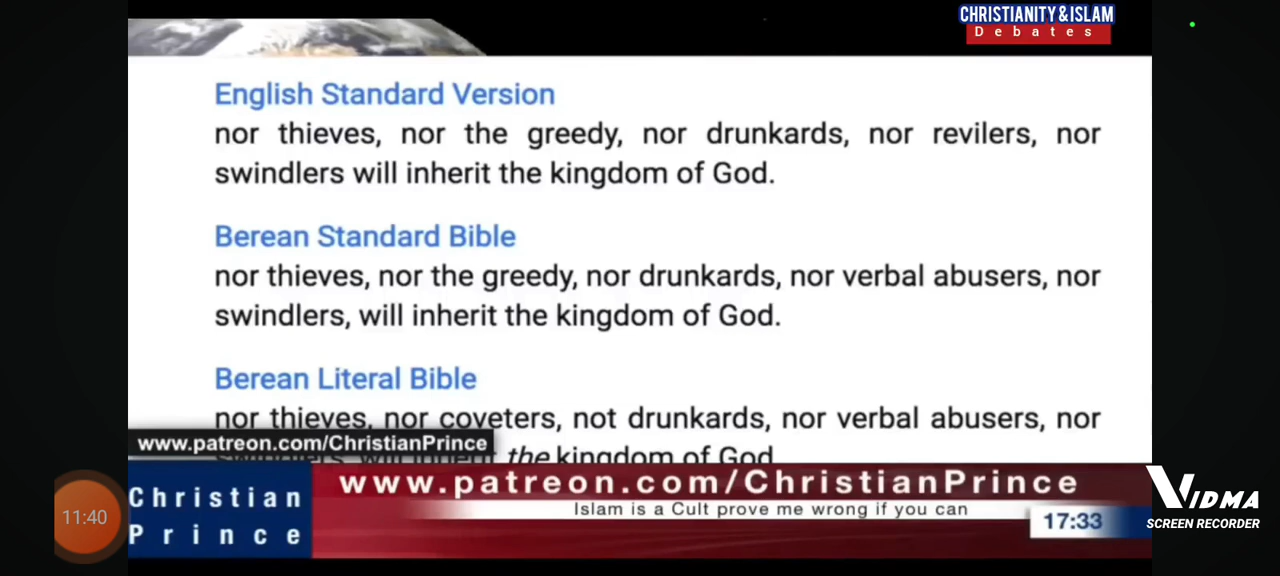 CHRISTIANITY & ISLAM
Debates
English Standard Version
nor thieves, nor the greedy, nor drunkards, nor revilers, nor
swindlers will inherit the kingdom of God.
Berean Standard Bible
nor thieves, nor the greedy, nor drunkards, nor verbal abusers, nor
swindlers, will inherit the kingdom of God.
Berean Literal Bible
nor thieves, nor coveters, not drunkards, nor verbal abusers, nor
www.patreon.com/ChristianPrince
swindlers, will inherit the kingdom of God
www.patreon.com/ChristianPrince
Islam is a Cult prove me wrong if you can
Christian
Prince
17:33
11:40
VIDMA
SCREEN RECORDER